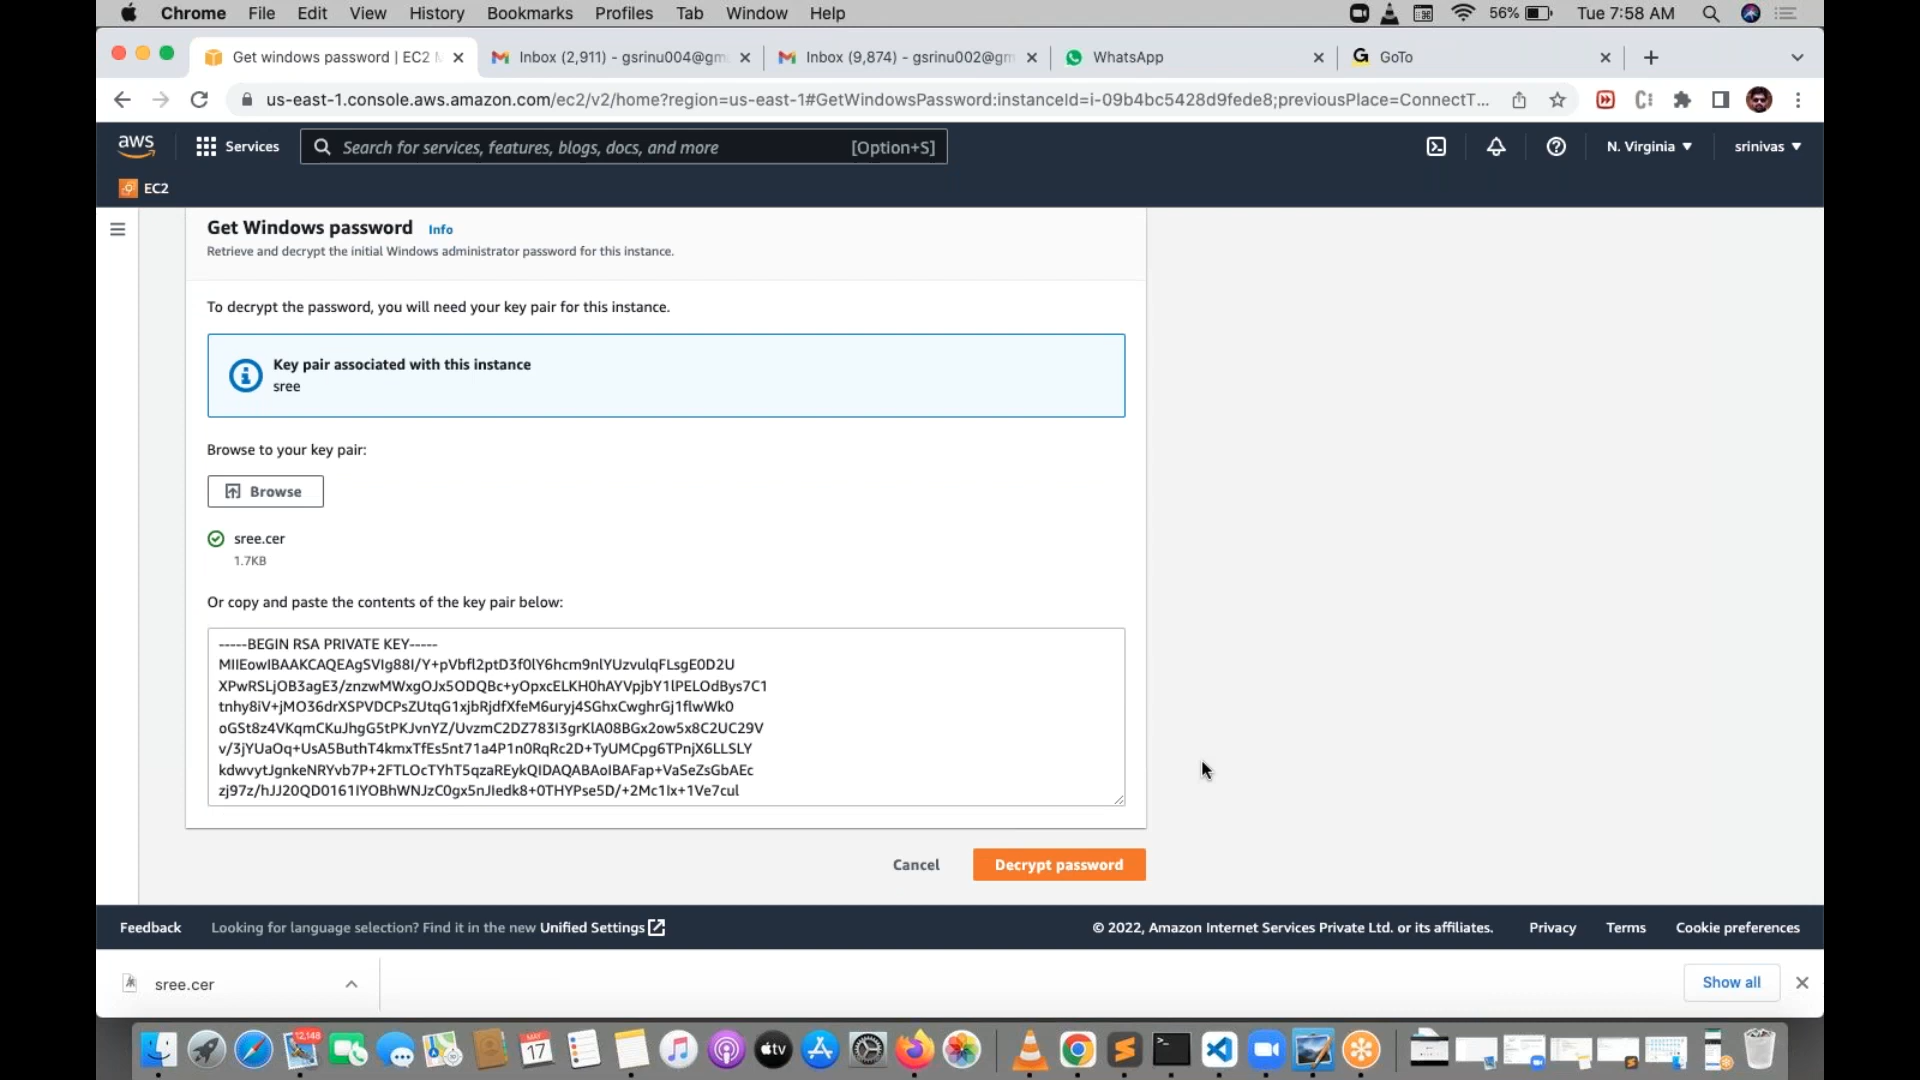 Chrome File Edit View History Bookmarks Profiles Tab Window Help 56% Tue 7:58 AM
Get windows password | EC2 Inbox (2,911) - gsrinu004@gm Inbox (9,874) - gsrinu002@gm WhatsApp G GoTo
us-east-1.console.aws.amazon.com/ec2/v2/home?region=us-east-1#GetWindowsPassword:instanceId=i-09b4bc5428d9fede8;previousPlace=ConnectT...
aws Services Search for services, features, blogs, docs, and more [Option+S] N. Virginia srinivas
EC2
Get Windows password Info
Retrieve and decrypt the initial Windows administrator password for this instance.
To decrypt the password, you will need your key pair for this instance.
Key pair associated with this instance
sree
Browse to your key pair:
Browse
sree.cer
1.7KB
Or copy and paste the contents of the key pair below:
-----BEGIN RSA PRIVATE KEY-----
Cancel Decrypt password
Feedback Looking for language selection? Find it in the new Unified Settings © 2022, Amazon Internet Services Private Ltd. or its affiliates. Privacy Terms Cookie preferences
sree.cer Show all
12,148 MAY 17 tv